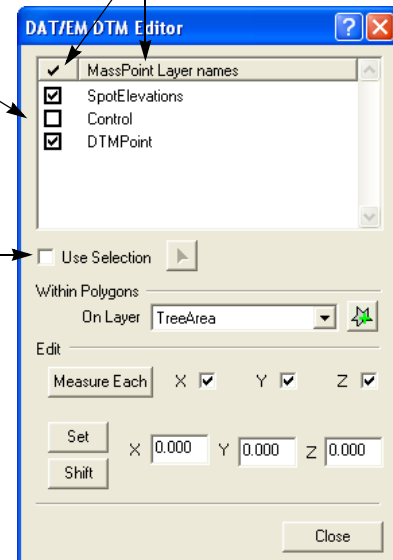 DAT/EM DTM Editor
MassPoint Layer names
SpotElevations
Control
DTMPoint
Use Selection
Within Polygons
On Layer TreeArea
Edit
Measure Each X Y Z
Set
X 0.000 Y 0.000 Z 0.000
Shift
Close